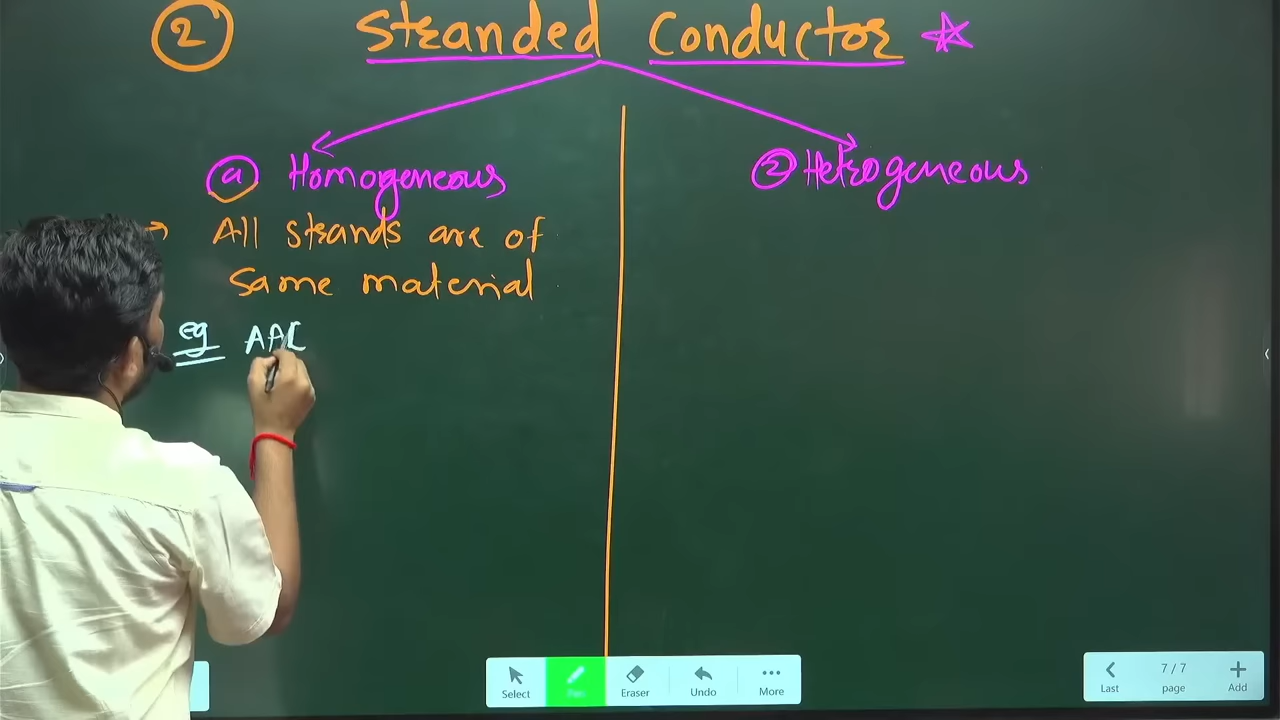 ② Stranded Conductor
ⓐ Homogeneous
→ All strands are of
same material
eg AAC
② Hetrogeneous
Select
Pen
Eraser
Undo
More
Last
7/7
page
Add